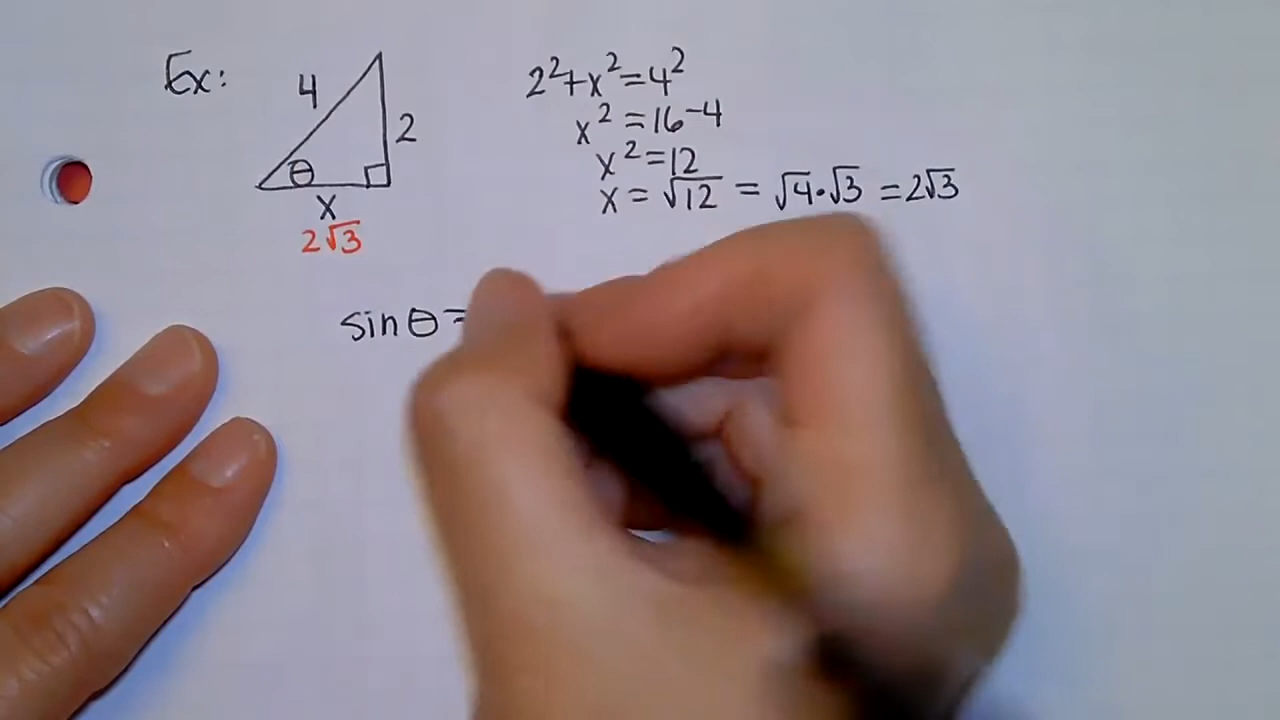 Ex:
4
2
θ
x
2√3
2²+x²=4²
x²=16-4
x²=12
x=√12 = √4·√3 =2√3
sin θ=